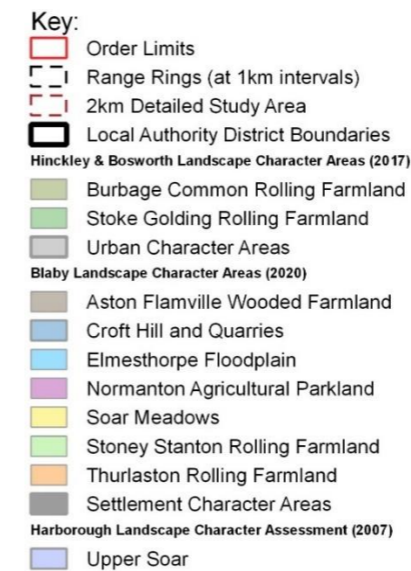 Key:
Order Limits
Range Rings (at 1km intervals)
2km Detailed Study Area
Local Authority District Boundaries
Hinckley & Bosworth Landscape Character Areas (2017)
Burbage Common Rolling Farmland
Stoke Golding Rolling Farmland
Urban Character Areas
Blaby Landscape Character Areas (2020)
Aston Flamville Wooded Farmland
Croft Hill and Quarries
Elmesthorpe Floodplain
Normanton Agricultural Parkland
Soar Meadows
Stoney Stanton Rolling Farmland
Thurlaston Rolling Farmland
Settlement Character Areas
Harborough Landscape Character Assessment (2007)
Upper Soar